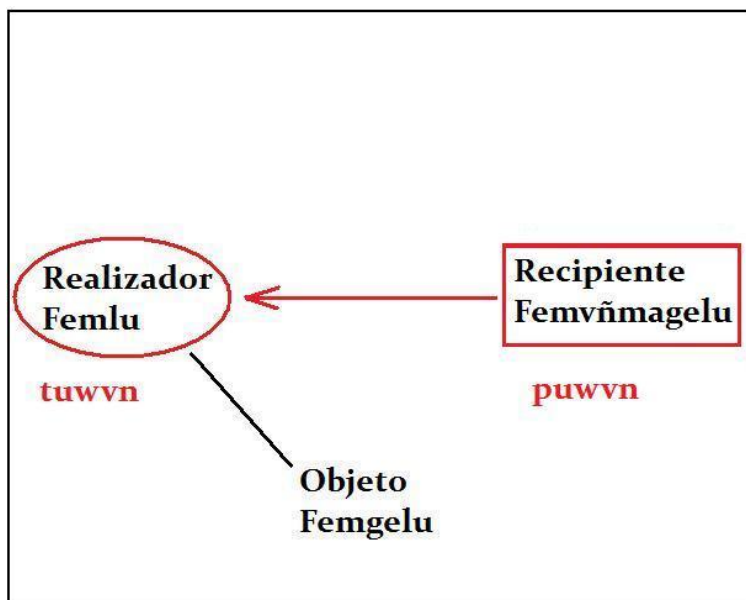 Realizador
Femlu
tuwvn
Recipiente
Femvñmagelu
puwvn
Objeto
Femgelu